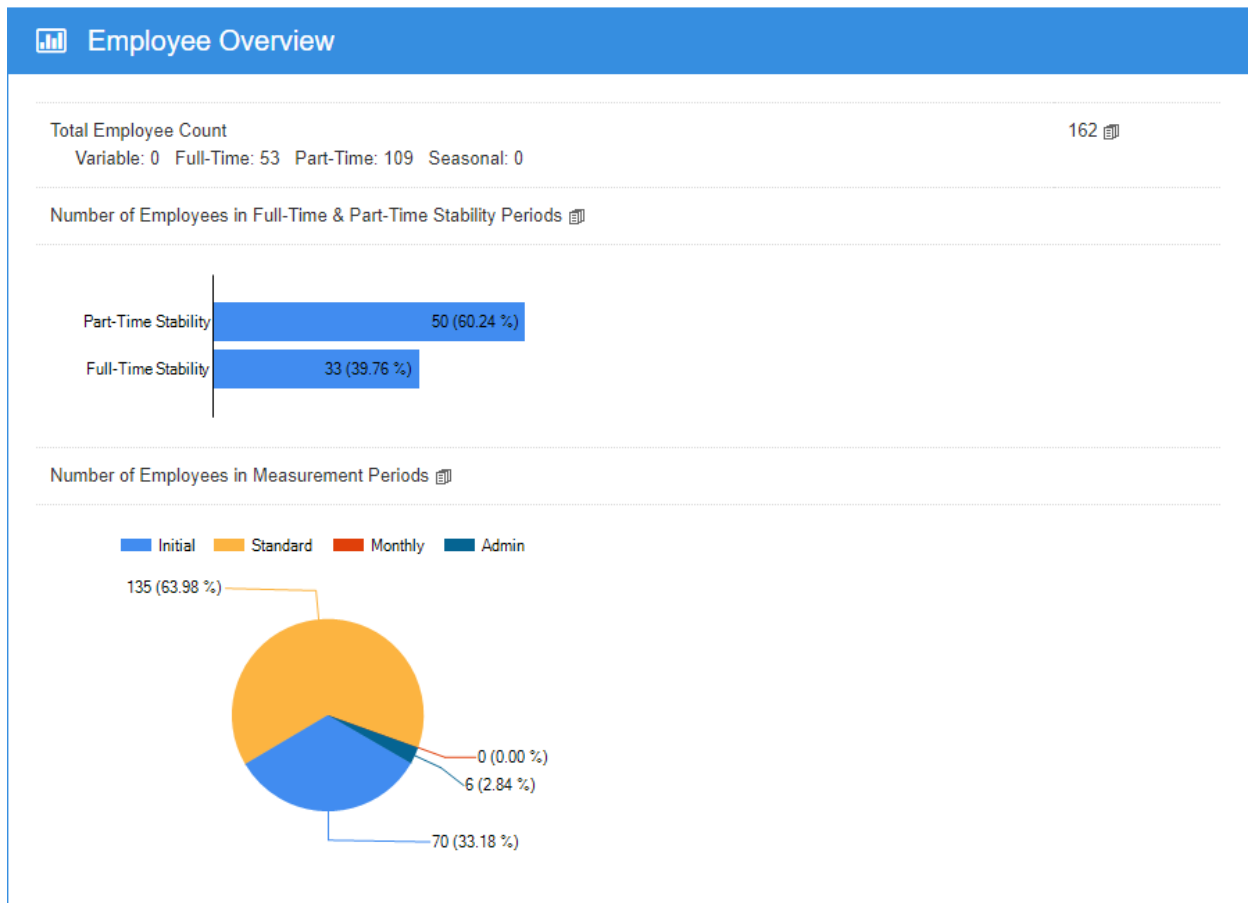 Employee Overview
Total Employee Count 162
Variable: 0 Full-Time: 53 Part-Time: 109 Seasonal: 0
Number of Employees in Full-Time & Part-Time Stability Periods
Part-Time Stability 50 (60.24 %)
Full-Time Stability 33 (39.76 %)
Number of Employees in Measurement Periods
Initial Standard Monthly Admin
135 (63.98 %)
0 (0.00 %)
6 (2.84 %)
70 (33.18 %)